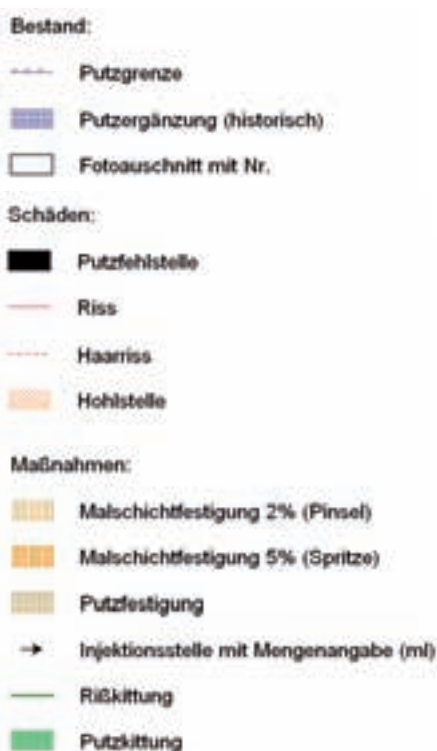 Bestand:
Putzgrenze
Putzergänzung (historisch)
Fotoauschnitt mit Nr.
Schäden:
Putzfehlstelle
Riss
Haarriss
Hohlstelle
Maßnahmen:
Malschichtfestigung 2% (Pinsel)
Malschichtfestigung 5% (Spritze)
Putzfestigung
Injektionsstelle mit Mengenangabe (ml)
Rißkittung
Putzkittung